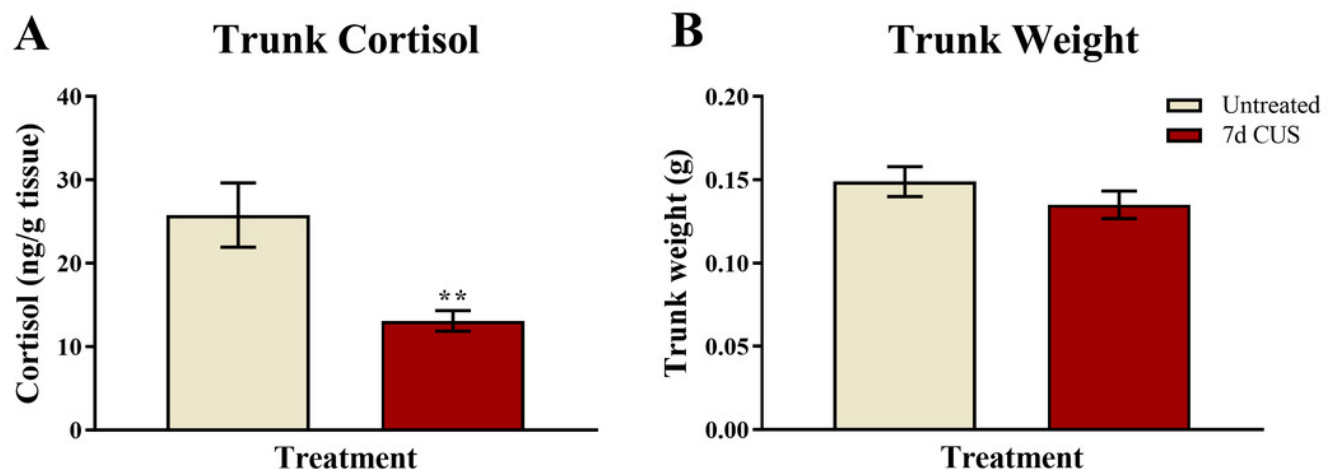 A
Trunk Cortisol
Cortisol (ng/g tissue)
40
30
20
10
0
**
Treatment
B
Trunk Weight
Trunk weight (g)
0.20
0.15
0.10
0.05
0.00
Untreated
7d CUS
Treatment